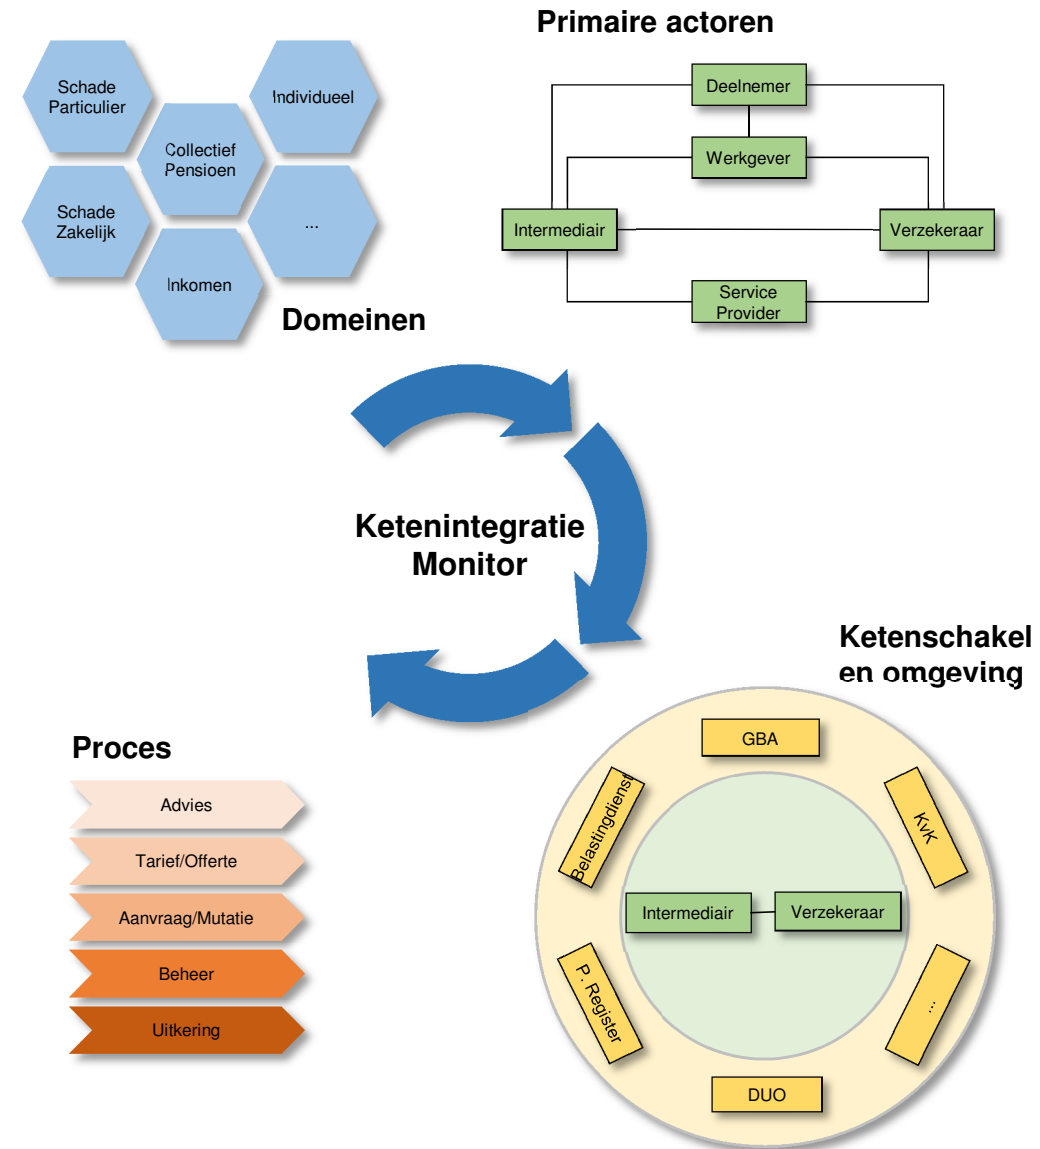 Primaire actoren
Schade
Particulier
Individueel
Collectief
Pensioen
Schade
Zakelijk
...
Inkomen
Domeinen
Deelnemer
Werkgever
Intermediair
Verzekeraar
Service
Provider
Ketenintegratie
Monitor
Ketenschakel
en omgeving
Proces
Advies
Tarief/Offerte
Aanvraag/Mutatie
Beheer
Uitkering
GBA
Belastingdienst
KvK
Intermediair
Verzekeraar
P. Register
...
DUO